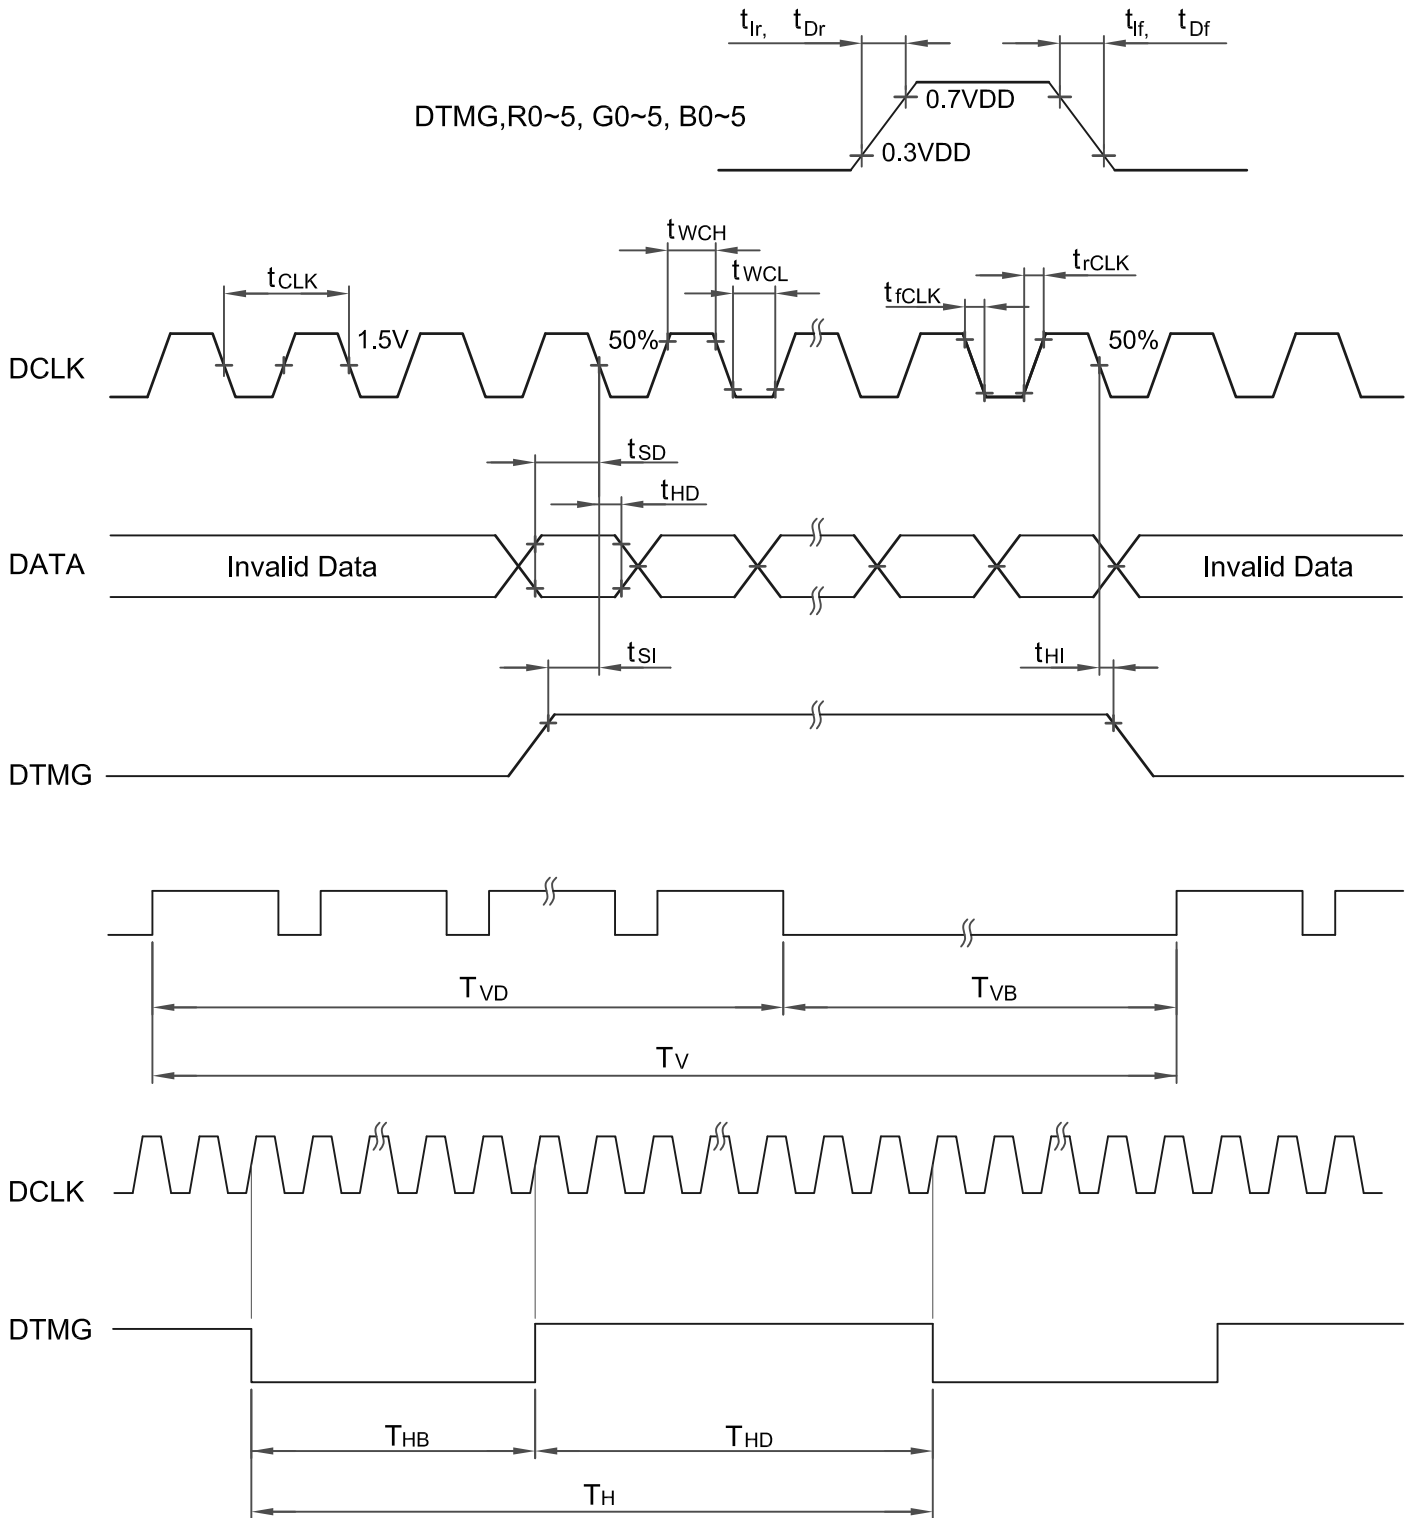 tIr, tDr tIf, tDf
DTMG,R0~5, G0~5, B0~5
0.7VDD
0.3VDD
tWCH
tCLK tWCL tfCLK trCLK
DCLK 1.5V 50% 50%
tSD
tHD
DATA Invalid Data Invalid Data
tSI tHI
DTMG
TVD TVB
TV
DCLK
DTMG
THB THD
TH